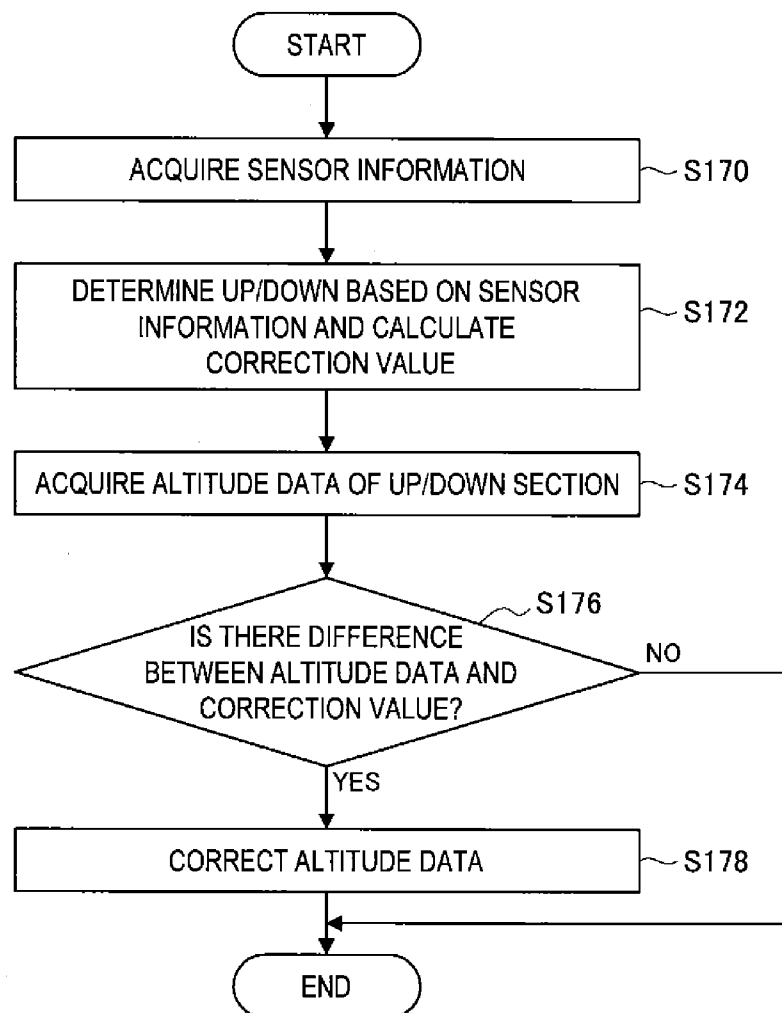 START
ACQUIRE SENSOR INFORMATION
S170
DETERMINE UP/DOWN BASED ON SENSOR
INFORMATION AND CALCULATE
CORRECTION VALUE
S172
ACQUIRE ALTITUDE DATA OF UP/DOWN SECTION
S174
S176
IS THERE DIFFERENCE
BETWEEN ALTITUDE DATA AND
CORRECTION VALUE?
NO
YES
CORRECT ALTITUDE DATA
S178
END